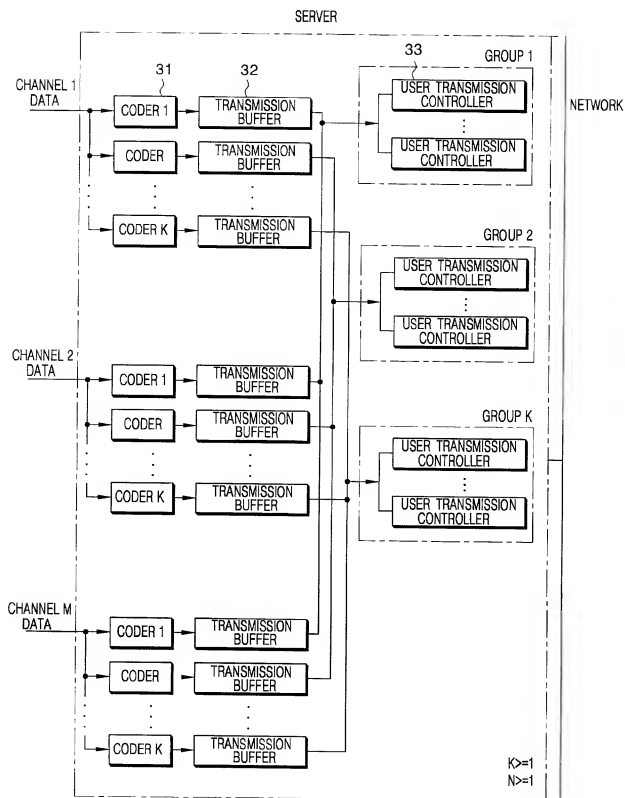 SERVER
31
32
33
GROUP 1
CHANNEL 1
DATA
CODER 1
TRANSMISSION
BUFFER
USER TRANSMISSION
CONTROLLER
NETWORK
CODER
TRANSMISSION
BUFFER
USER TRANSMISSION
CONTROLLER
CODER K
TRANSMISSION
BUFFER
GROUP 2
USER TRANSMISSION
CONTROLLER
USER TRANSMISSION
CONTROLLER
CHANNEL 2
DATA
CODER 1
TRANSMISSION
BUFFER
CODER
TRANSMISSION
BUFFER
GROUP K
USER TRANSMISSION
CONTROLLER
CODER K
TRANSMISSION
BUFFER
USER TRANSMISSION
CONTROLLER
CHANNEL M
DATA
CODER 1
TRANSMISSION
BUFFER
CODER
TRANSMISSION
BUFFER
CODER K
TRANSMISSION
BUFFER
K>=1
N>=1